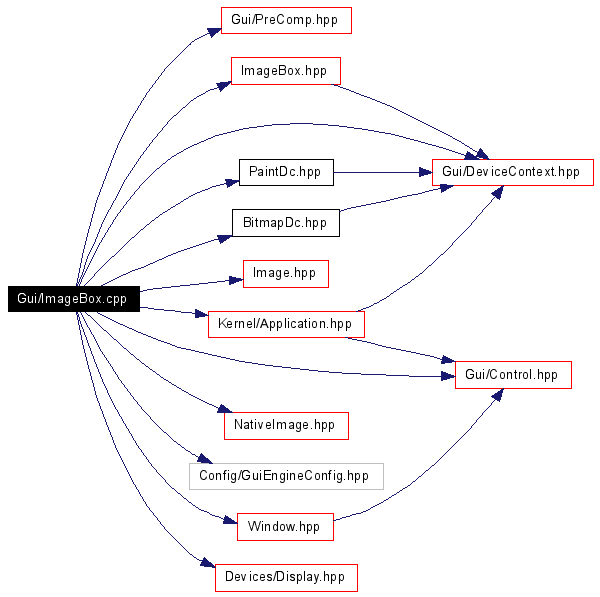 Gui/PreComp.hpp
ImageBox.hpp
PaintDc.hpp
Gui/DeviceContext.hpp
BitmapDc.hpp
Image.hpp
Gui/ImageBox.cpp
Kernel/Application.hpp
Gui/Control.hpp
NativeImage.hpp
Config/GuiEngineConfig.hpp
Window.hpp
Devices/Display.hpp